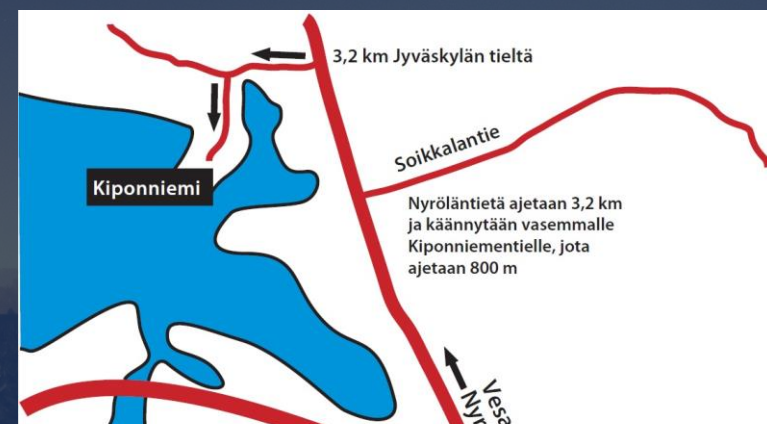 3,2 km Jyväskylän tieltä
Soikkalantie
Kiponniemi
Nyröläntietä ajetaan 3,2 km
ja käännytään vasemmalle
Kiponniementielle, jota
ajetaan 800 m